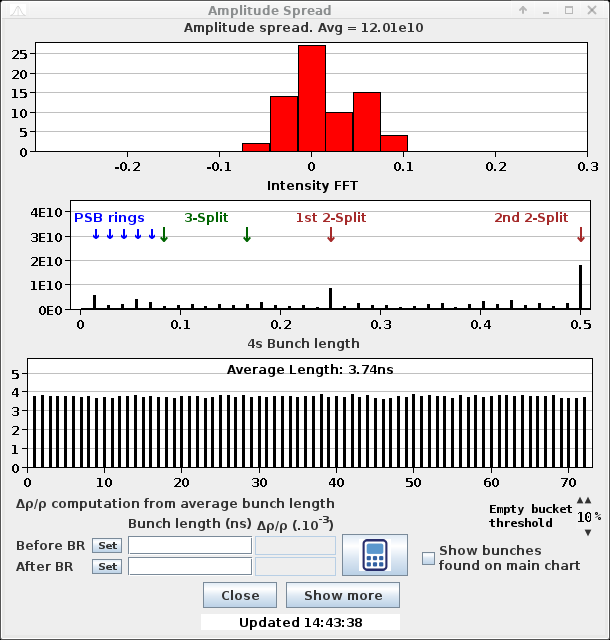 Amplitude Spread
Amplitude spread. Avg = 12.01e10
25
20
15
10
5
0
-0.2 -0.1 0 0.1 0.2 0.3
Intensity FFT
4E10
3E10
2E10
1E10
0E0
PSB rings 3-Split 1st 2-Split 2nd 2-Split
0 0.1 0.2 0.3 0.4 0.5
4s Bunch length
Average Length: 3.74ns
5
4
3
2
1
0
0 10 20 30 40 50 60 70
Δρ/ρ computation from average bunch length
Bunch length (ns) Δρ/ρ (.10-3)
Before BR Set
After BR Set
Empty bucket
threshold
10%
Show bunches
found on main chart
Close Show more
Updated 14:43:38